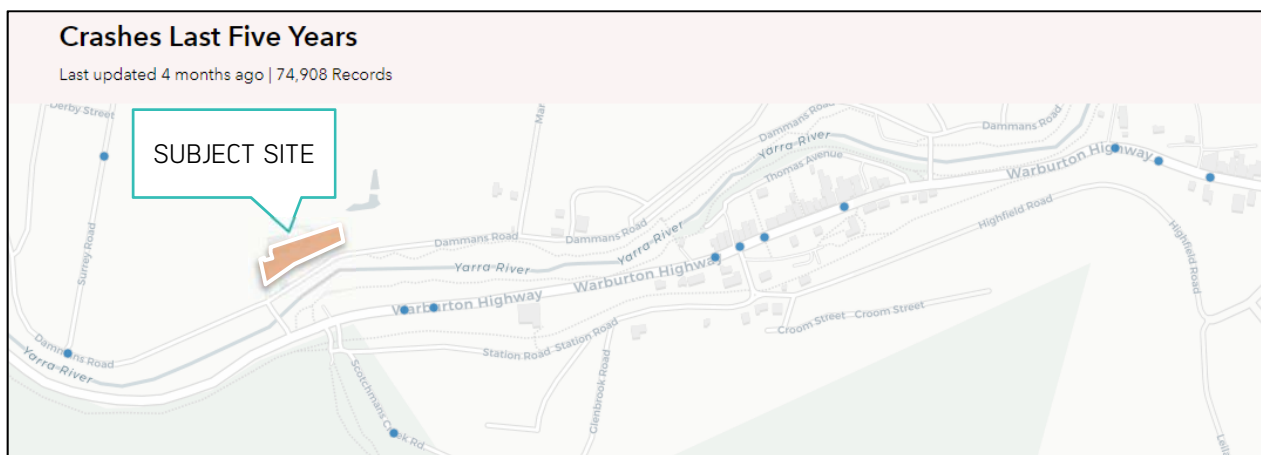 Crashes Last Five Years
Last updated 4 months ago | 74,908 Records
Derby Street
SUBJECT SITE
Mar
Dammans Road
Yarra River
Dammans Road
Thomas Avenue
Warburton Highway
Surrey Road
Dammans Road
Dammans Road
Yarra River
Highfield Road
Highfield Road
Yarra River
Warburton Highway
Warburton Highway
Croom Street
Croom Street
Dammans Road
Yarra River
Station Road
Station Road
Scotchmans Creek Rd
Glenbrook Road
Leila